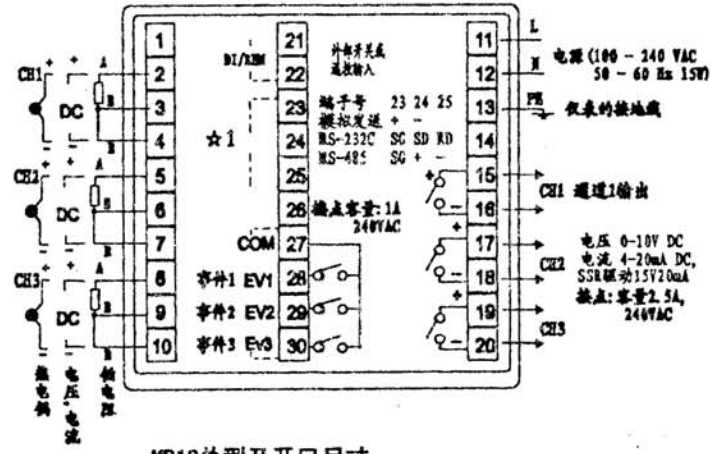 1
2
3
4
5
6
7
8
9
10
CH1
CH2
CH3
+ + A
DC
B
B
- -
+ + A
DC
B
B
- -
+ + A
DC
B
B
- -
热电偶
电压
电流
热电阻
☆1
DI/REM
外部开关或
遥控输入
21
22
23
24
25
26
27
28
29
30
端子号 23 24 25
模拟发送 + -
RS-232C SG SD RD
RS-485 SG + -
接点容量:1A
240VAC
COM
事件1 EV1
事件2 EV2
事件3 EV3
11
12
13
14
15
16
17
18
19
20
L
N
PE
电源(100 - 240 VAC
50 - 60 Hz 15W)
仪表的接地线
+
-
+
-
+
-
CH1 通道1输出
CH2
CH3
电压 0-10V DC
电流 4-20mA DC,
SSR驱动15V20mA
接点:容量2.5A,
240VAC